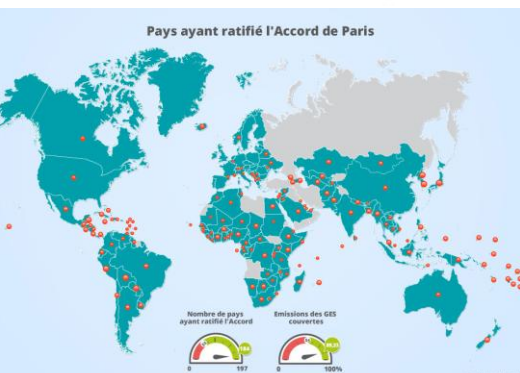 Pays ayant ratifié l'Accord de Paris
Nombre de pays
ayant ratifié l'Accord
Emissions des GES
couvertes
0
197
0
100%